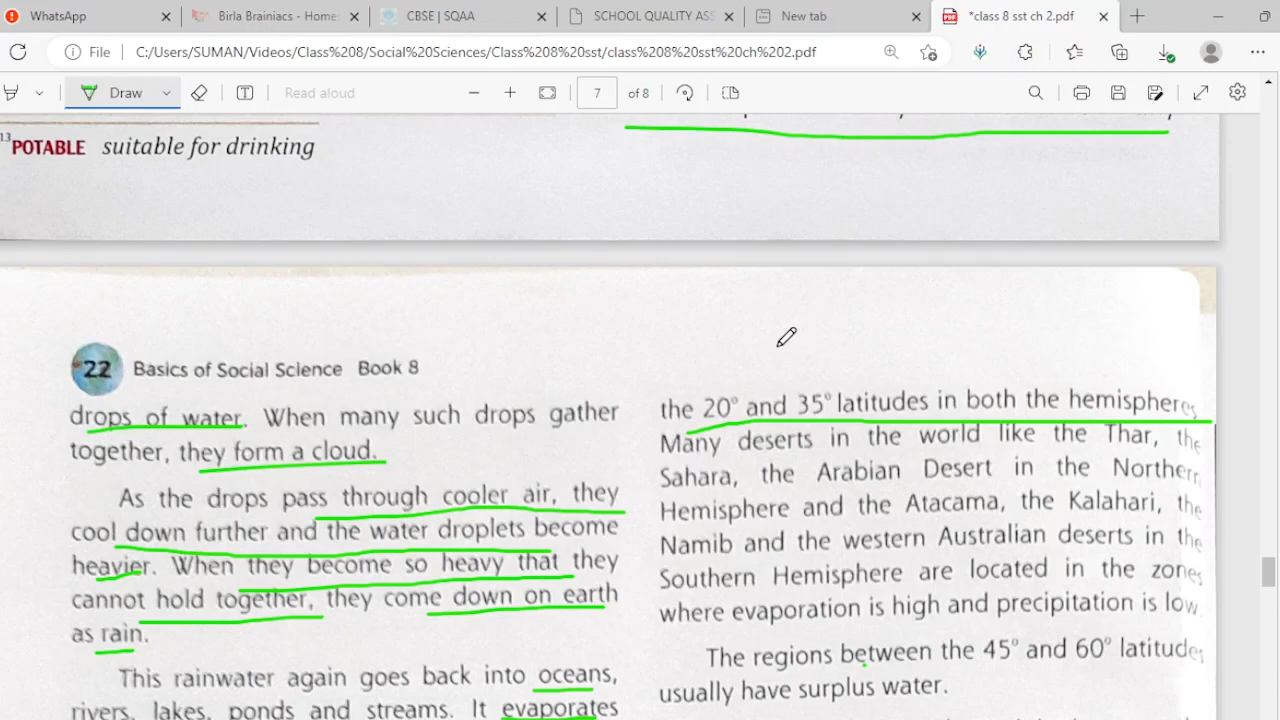 WhatsApp
Birla Brainiacs - Home:
CBSE | SQAA
SCHOOL QUALITY ASS
New tab
*class 8 sst ch 2.pdf
File
C:/Users/SUMAN/Videos/Class%208/Social%20Sciences/Class%208%20sst/class%208%20sst%20ch%202.pdf
Draw
Read aloud
7
of 8
13 POTABLE suitable for drinking
22 Basics of Social Science Book 8
drops of water. When many such drops gather
together, they form a cloud.
As the drops pass through cooler air, they
cool down further and the water droplets become
heavier. When they become so heavy that they
cannot hold together, they come down on earth
as rain.
This rainwater again goes back into oceans,
rivers, lakes, ponds and streams. It evaporates
the 20° and 35° latitudes in both the hemispheres
Many deserts in the world like the Thar, the
Sahara, the Arabian Desert in the Northern
Hemisphere and the Atacama, the Kalahari, the
Namib and the western Australian deserts in the
Southern Hemisphere are located in the zones
where evaporation is high and precipitation is low
The regions between the 45° and 60° latitudes
usually have surplus water.